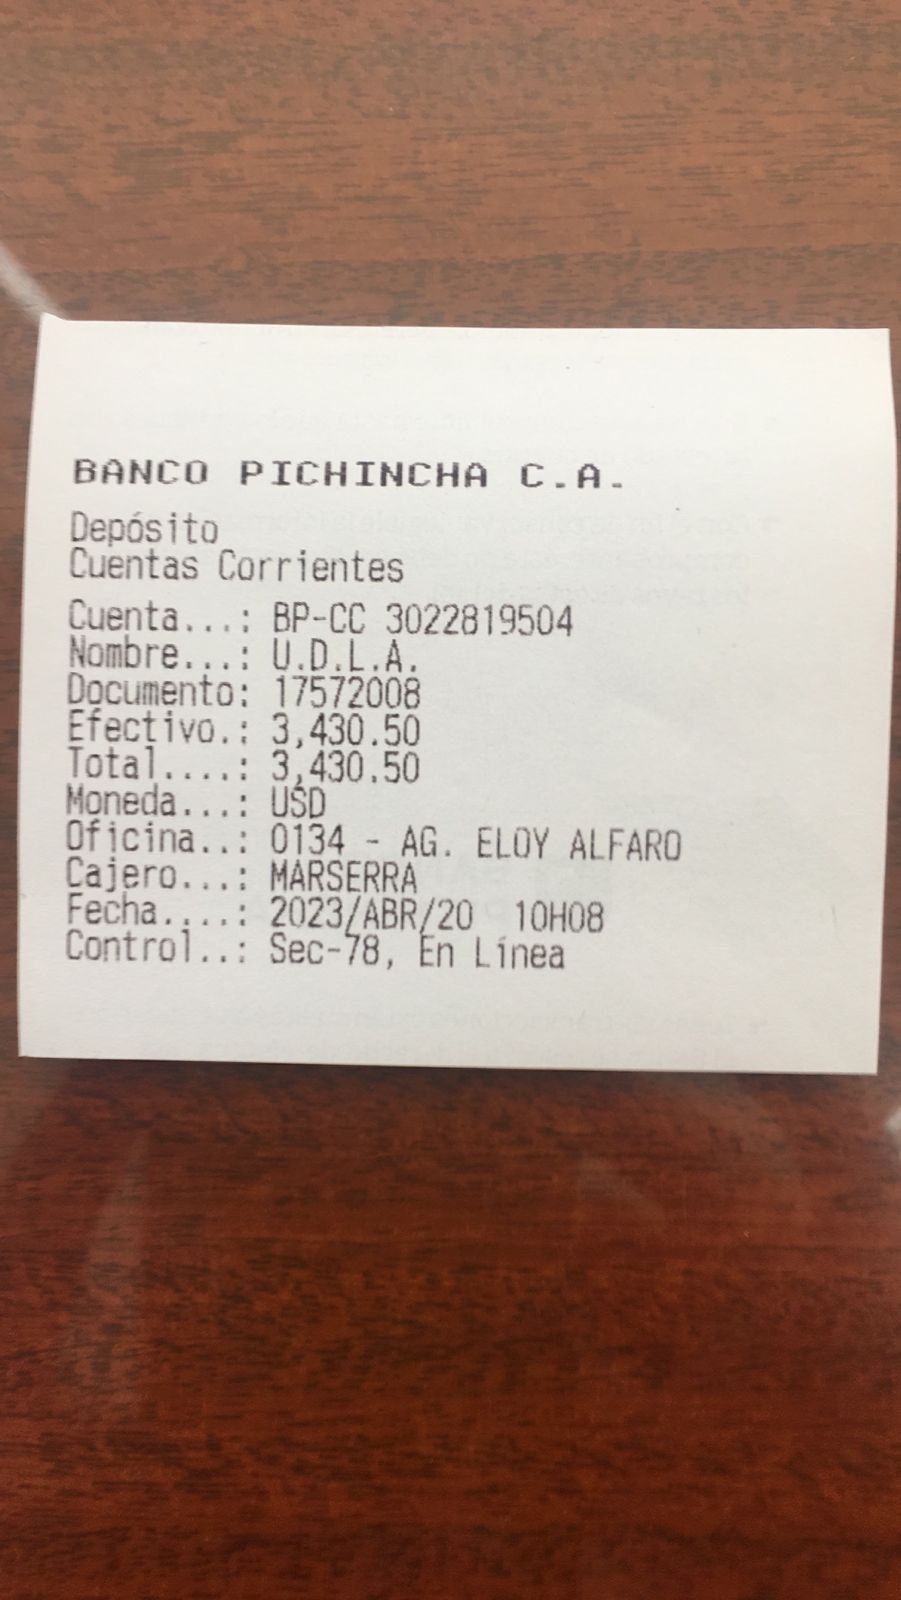 BANCO PICHINCHA C.A.
Depósito
Cuentas Corrientes
Cuenta...: BP-CC 3022819504
Nombre...: U.D.L.A.
Documento: 17572008
Efectivo.: 3,430.50
Total....: 3,430.50
Moneda...: USD
Oficina..: 0134 - AG. ELOY ALFARO
Cajero...: MARSERRA
Fecha....: 2023/ABR/20 10H08
Control..: Sec-78, En Línea